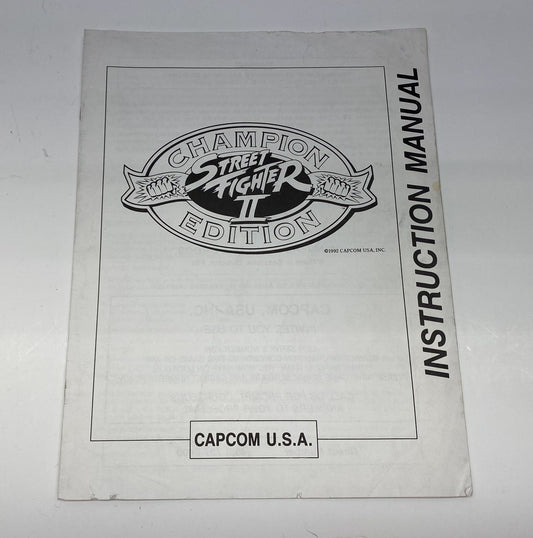 CHAMPION
STREET
FIGHTER
II
EDITION
©1992 CAPCOM USA, INC.
INSTRUCTION MANUAL
CAPCOM U.S.A.